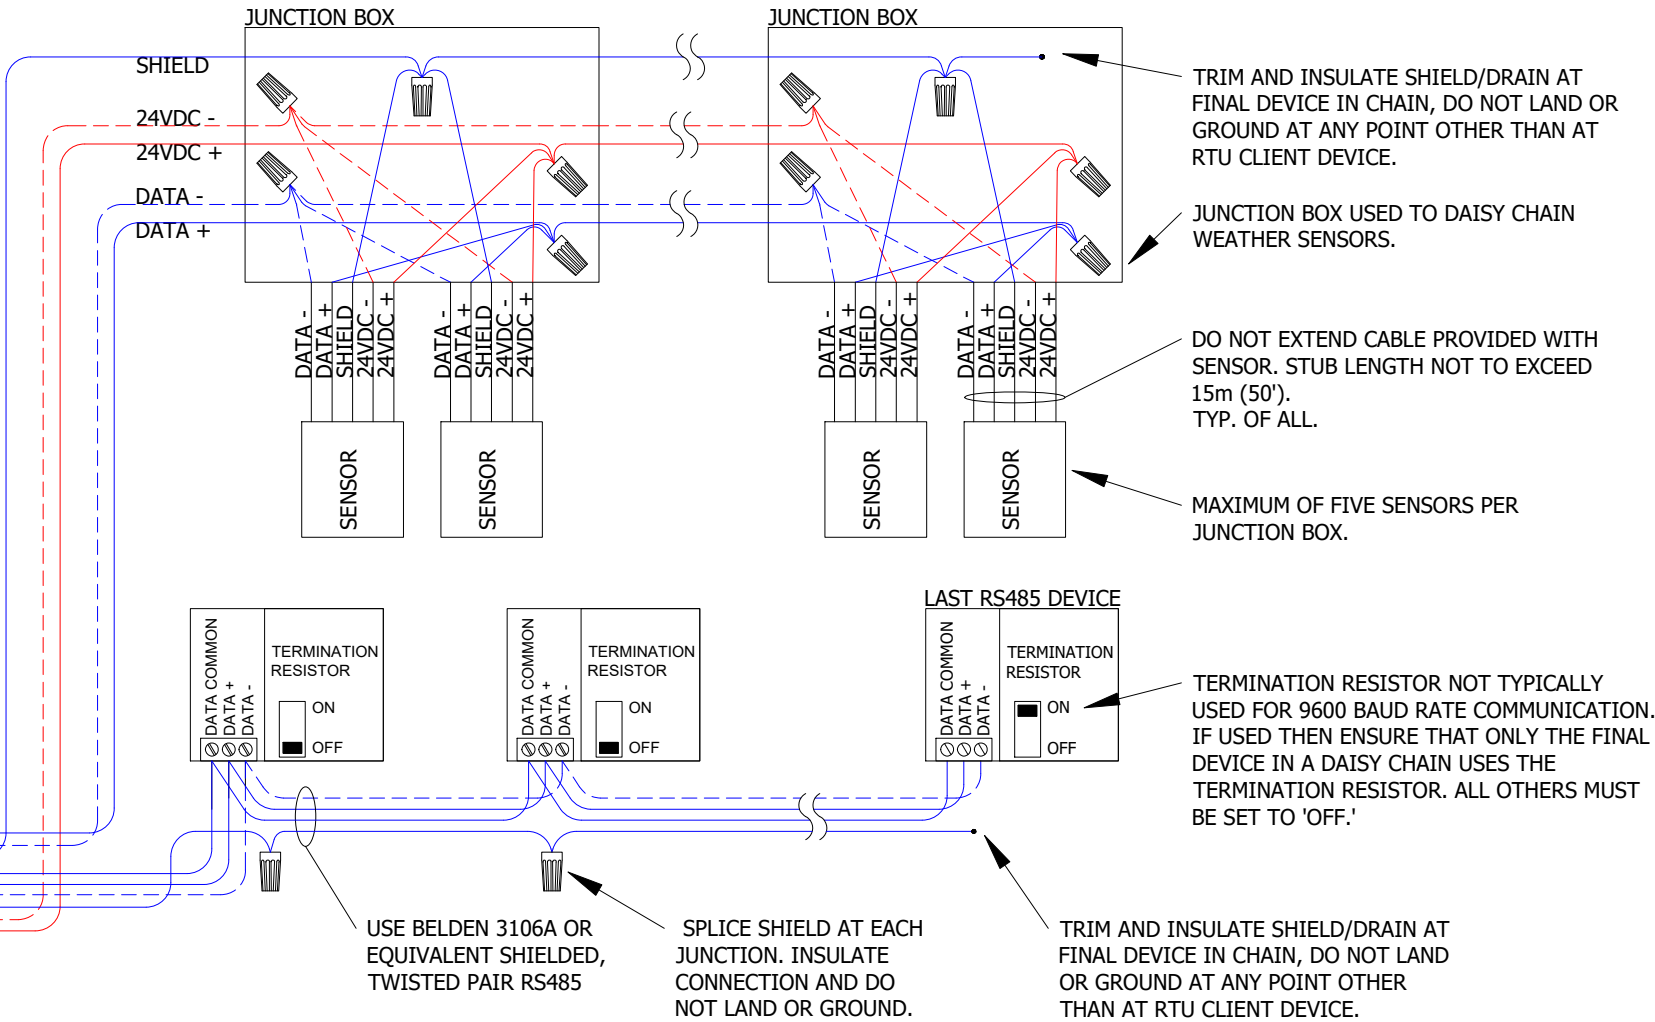 JUNCTION BOX
JUNCTION BOX
SHIELD
24VDC -
24VDC +
DATA -
DATA +
TRIM AND INSULATE SHIELD/DRAIN AT
FINAL DEVICE IN CHAIN, DO NOT LAND OR
GROUND AT ANY POINT OTHER THAN AT
RTU CLIENT DEVICE.
JUNCTION BOX USED TO DAISY CHAIN
WEATHER SENSORS.
DATA -
DATA +
SHIELD
24VDC -
24VDC +
DATA -
DATA +
SHIELD
24VDC -
24VDC +
DATA -
DATA +
SHIELD
24VDC -
24VDC +
DATA -
DATA +
SHIELD
24VDC -
24VDC +
DO NOT EXTEND CABLE PROVIDED WITH
SENSOR. STUB LENGTH NOT TO EXCEED
15m (50').
TYP. OF ALL.
SENSOR
SENSOR
SENSOR
SENSOR
MAXIMUM OF FIVE SENSORS PER
JUNCTION BOX.
DATA COMMON
DATA +
DATA -
TERMINATION
RESISTOR
ON
OFF
DATA COMMON
DATA +
DATA -
TERMINATION
RESISTOR
ON
OFF
LAST RS485 DEVICE
DATA COMMON
DATA +
DATA -
TERMINATION
RESISTOR
ON
OFF
TERMINATION RESISTOR NOT TYPICALLY
USED FOR 9600 BAUD RATE COMMUNICATION.
IF USED THEN ENSURE THAT ONLY THE FINAL
DEVICE IN A DAISY CHAIN USES THE
TERMINATION RESISTOR. ALL OTHERS MUST
BE SET TO 'OFF.'
USE BELDEN 3106A OR
EQUIVALENT SHIELDED,
TWISTED PAIR RS485
SPLICE SHIELD AT EACH
JUNCTION. INSULATE
CONNECTION AND DO
NOT LAND OR GROUND.
TRIM AND INSULATE SHIELD/DRAIN AT
FINAL DEVICE IN CHAIN, DO NOT LAND
OR GROUND AT ANY POINT OTHER
THAN AT RTU CLIENT DEVICE.